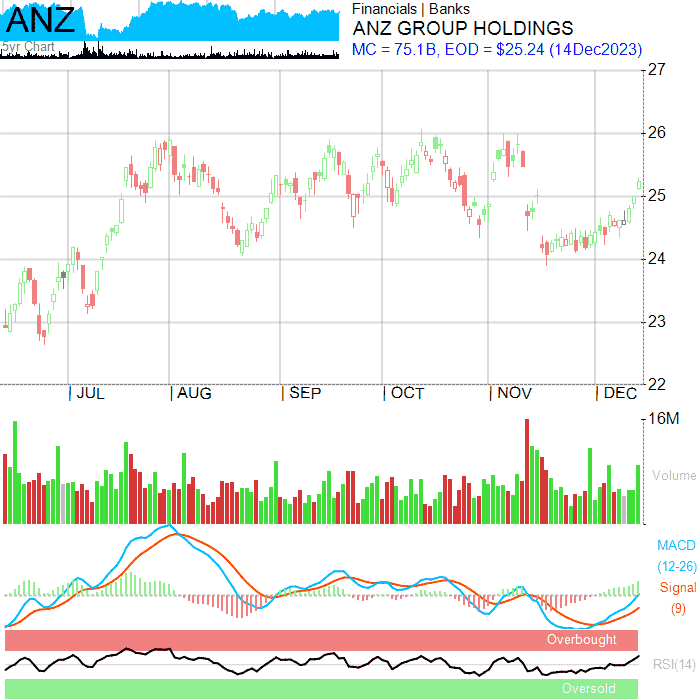 ANZ
5yr Chart
Financials | Banks
ANZ GROUP HOLDINGS
MC = 75.1B, EOD = $25.24 (14Dec2023)
27
26
25
24
23
22
JUL
AUG
SEP
OCT
NOV
DEC
16M
Volume
MACD
(12-26)
Signal
(9)
Overbought
RSI(14)
Oversold